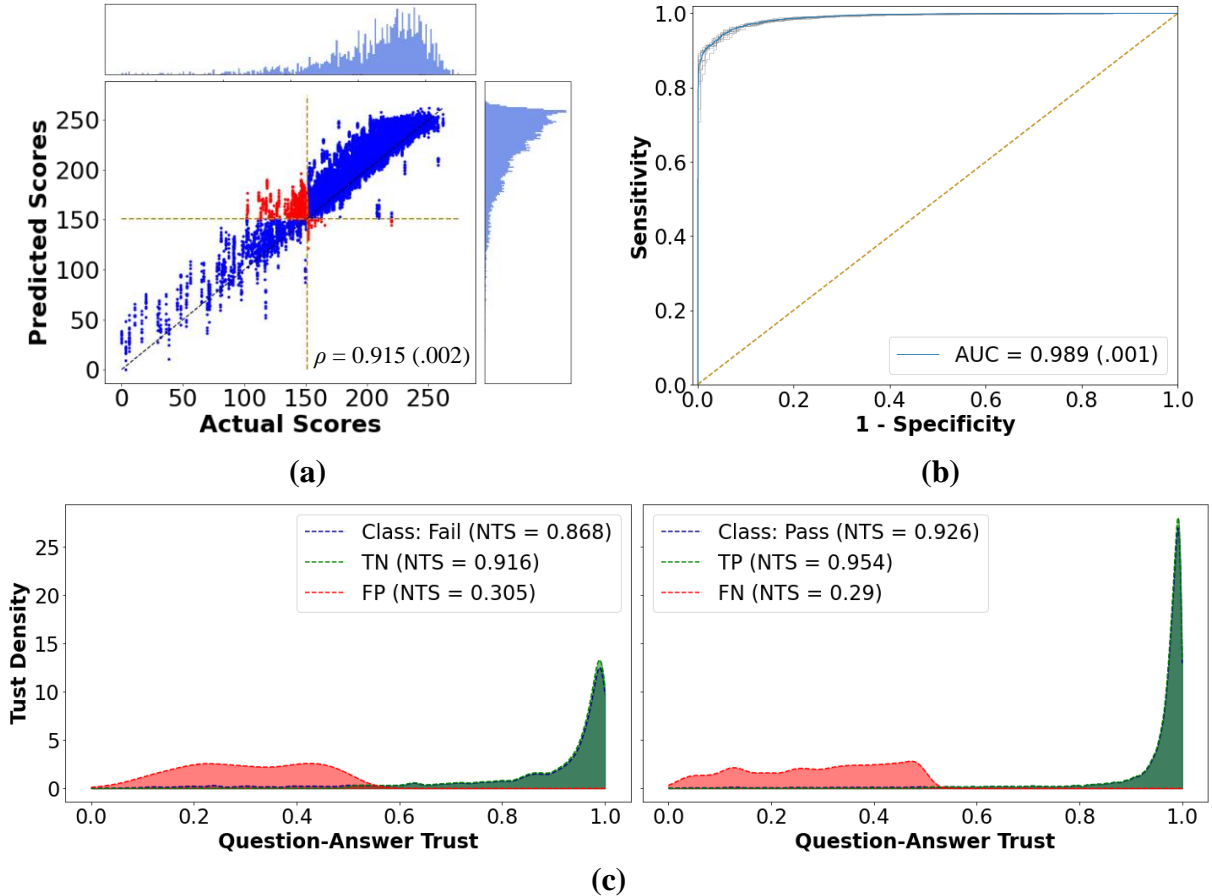 Predicted Scores
250
200
150
100
50
0
ρ = 0.915 (.002)
0 50 100 150 200 250
Actual Scores
(a)
Sensitivity
1.0
0.8
0.6
0.4
0.2
0.0
AUC = 0.989 (.001)
0.0 0.2 0.4 0.6 0.8 1.0
1 - Specificity
(b)
Tust Density
25
20
15
10
5
0
Class: Fail (NTS = 0.868)
TN (NTS = 0.916)
FP (NTS = 0.305)
0.0 0.2 0.4 0.6 0.8 1.0
Question-Answer Trust
Class: Pass (NTS = 0.926)
TP (NTS = 0.954)
FN (NTS = 0.29)
0.0 0.2 0.4 0.6 0.8 1.0
Question-Answer Trust
(c)